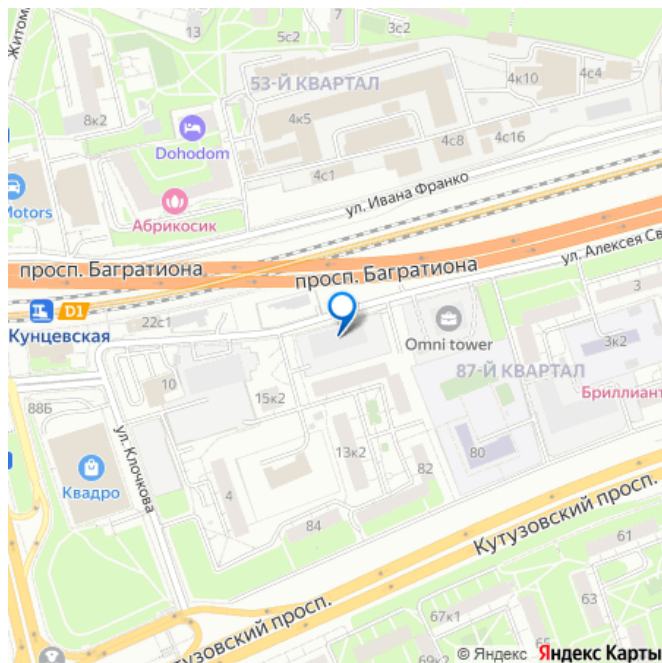 Житом
13
5с2
7
3с2
53-Й КВАРТАЛ
4к10
4с4
8к2
4к5
Dohodom
4с8
4с16
4с1
Motors
Абрикосик
ул. Ивана Франко
просп. Багратиона
просп. Багратиона
ул. Алексея Св
D1
Кунцевская
22с1
Omni tower
3
3к2
87-Й КВАРТАЛ
10
15к2
Бриллиант
88Б
ул. Клочкова
Квадро
13к2
80
82
4
84
Кутузовский просп.
61
63
67к1
тузовский просп.
65
69к2
© Яндекс Яндекс Карты